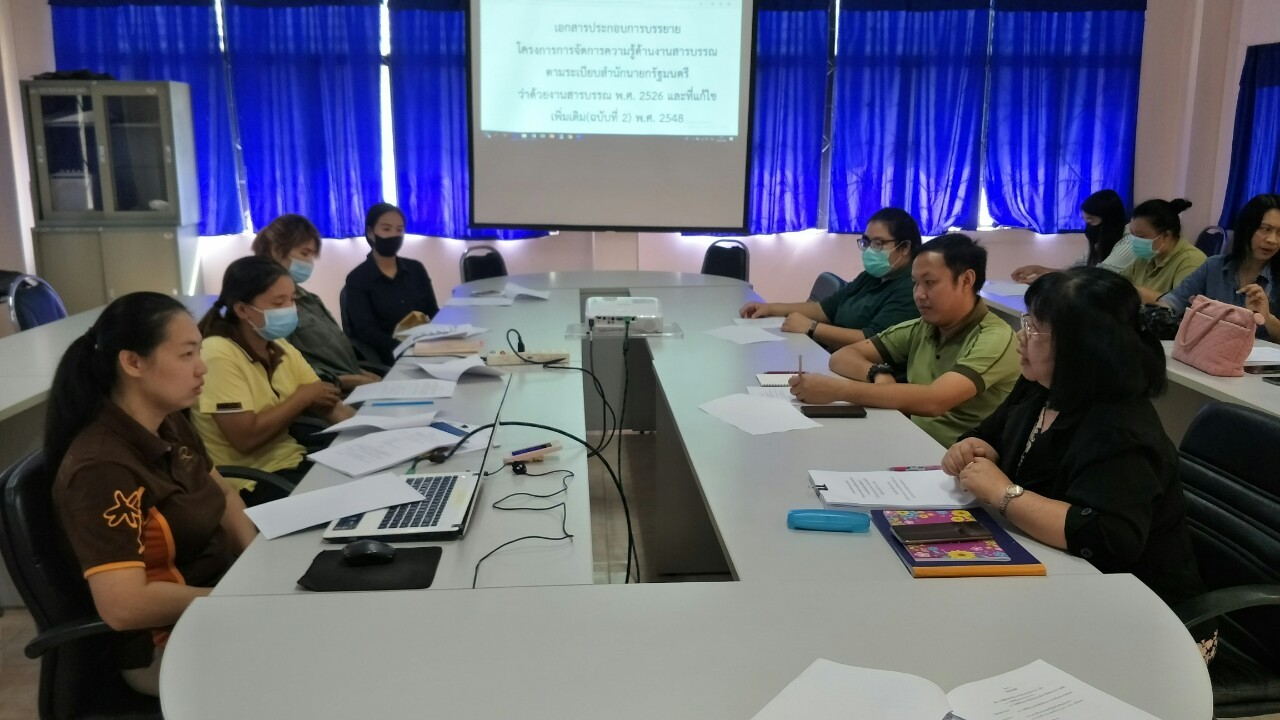 เอกสารประกอบการบรรยาย
โครงการการจัดการความรู้ด้านงานสารบรรณ
ตามระเบียบสำนักนายกรัฐมนตรี
ว่าด้วยงานสารบรรณ พ.ศ. 2526 และที่แก้ไข
เพิ่มเติม(ฉบับที่ 2) พ.ศ. 2548